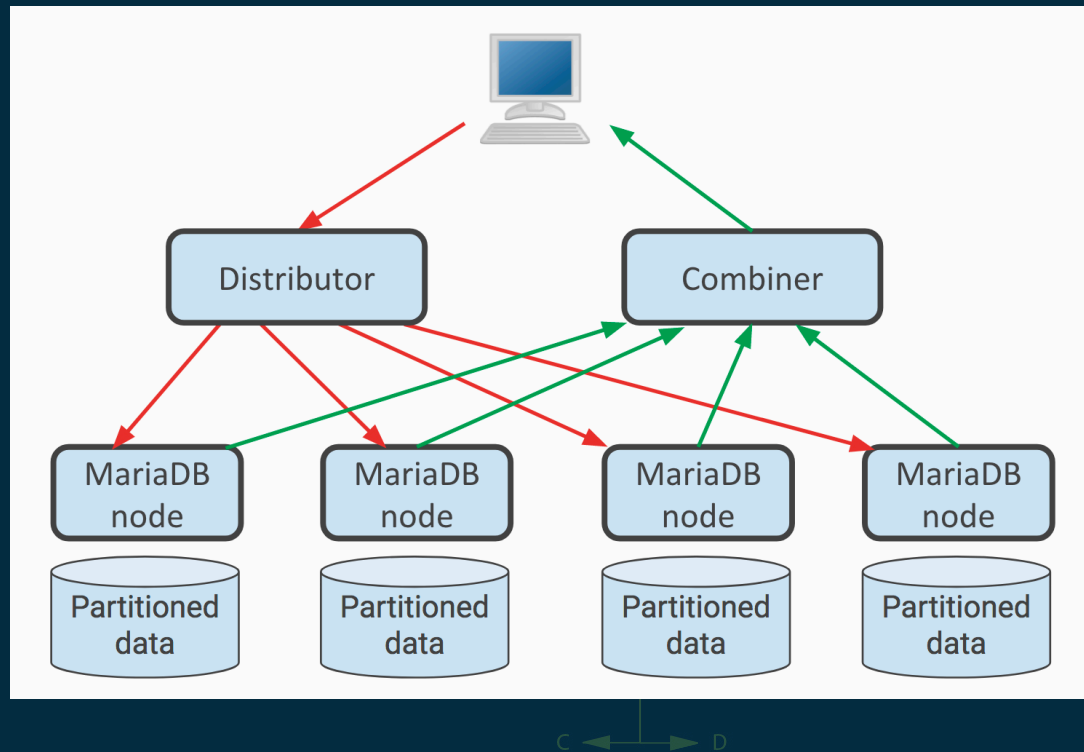 Distributor
Combiner
MariaDB
node
MariaDB
node
MariaDB
node
MariaDB
node
Partitioned
data
Partitioned
data
Partitioned
data
Partitioned
data
C
D